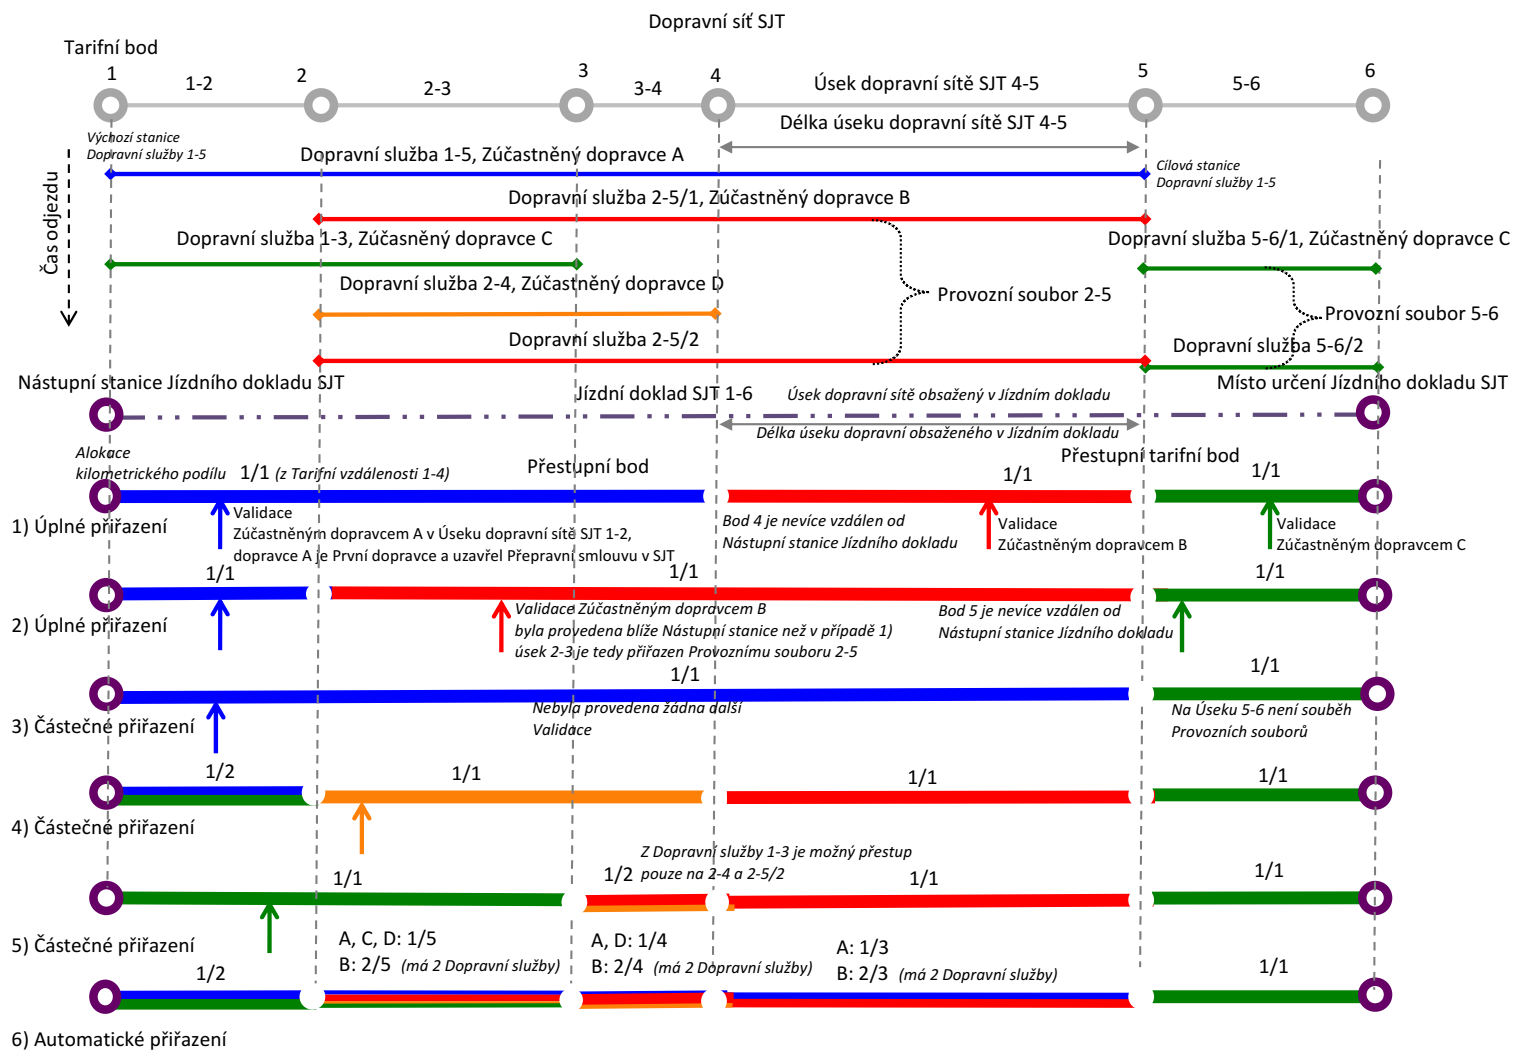 Dopravní síť SJT
Tarifní bod
1
1-2
2
2-3
3
3-4
4
Úsek dopravní sítě SJT 4-5
5
5-6
6
Délka úseku dopravní sítě SJT 4-5
Výchozí stanice
Dopravní služby 1-5
Dopravní služba 1-5, Zúčastněný dopravce A
Cílová stanice
Dopravní služby 1-5
Čas odjezdu
Dopravní služba 2-5/1, Zúčastněný dopravce B
Dopravní služba 1-3, Zúčasněný dopravce C
Dopravní služba 5-6/1, Zúčastněný dopravce C
Dopravní služba 2-4, Zúčastněný dopravce D
Provozní soubor 2-5
Provozní soubor 5-6
Dopravní služba 2-5/2
Dopravní služba 5-6/2
Nástupní stanice Jízdního dokladu SJT
Jízdní doklad SJT 1-6
Úsek dopravní sítě obsažený v Jízdním dokladu
Místo určení Jízdního dokladu SJT
Délka úseku dopravní obsaženého v Jízdním dokladu
Alokace
kilometrického podílu
1/1 (z Tarifní vzdálenosti 1-4)
Přestupní bod
1/1
Přestupní tarifní bod
1/1
1) Úplné přiřazení
Validace
Zúčastněným dopravcem A v Úseku dopravní sítě SJT 1-2,
dopravce A je První dopravce a uzavřel Přepravní smlouvu v SJT
Bod 4 je nevíce vzdálen od
Nástupní stanice Jízdního dokladu
Validace
Zúčastněným dopravcem B
Validace
Zúčastněným dopravcem C
1/1
1/1
1/1
2) Úplné přiřazení
Validace Zúčastněným dopravcem B
byla provedena blíže Nástupní stanice než v případě 1)
úsek 2-3 je tedy přiřazen Provoznímu souboru 2-5
Bod 5 je nevíce vzdálen od
Nástupní stanice Jízdního dokladu
1/1
1/1
3) Částečné přiřazení
Nebyla provedena žádna další
Validace
Na Úseku 5-6 není souběh
Provozních souborů
1/2
1/1
1/1
1/1
4) Částečné přiřazení
Z Dopravní služby 1-3 je možný přestup
pouze na 2-4 a 2-5/2
1/1
1/2
1/1
1/1
5) Částečné přiřazení
A, C, D: 1/5
B: 2/5 (má 2 Dopravní služby)
A, D: 1/4
B: 2/4 (má 2 Dopravní služby)
A: 1/3
B: 2/3 (má 2 Dopravní služby)
1/2
1/1
6) Automatické přiřazení